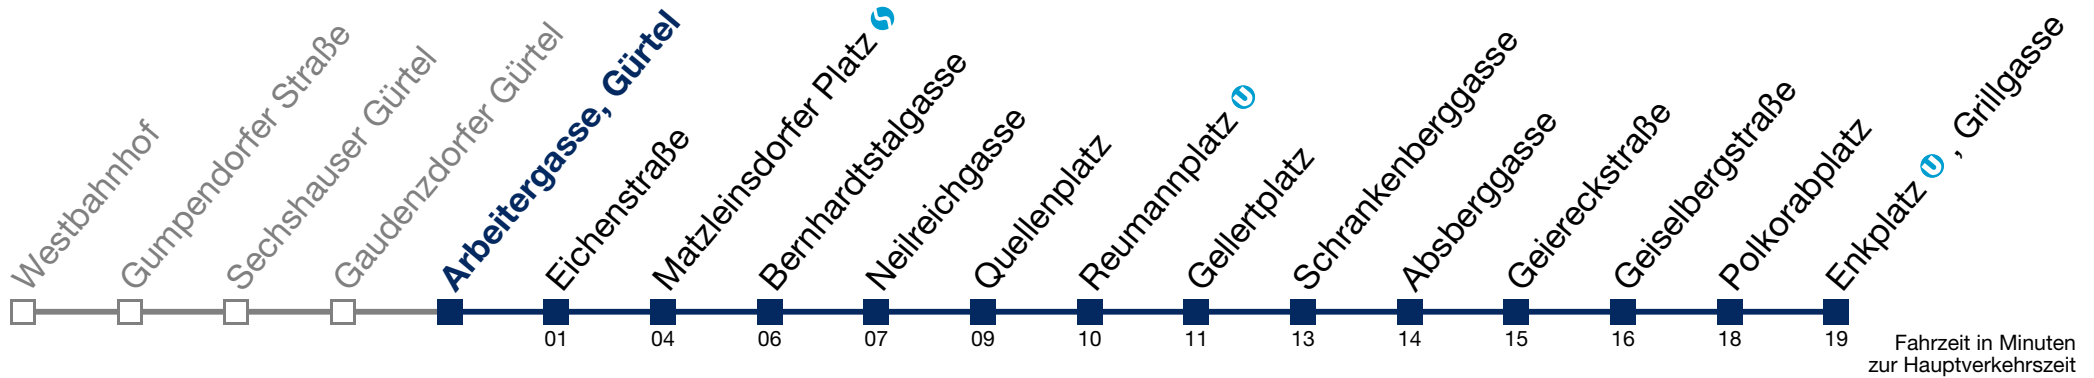 Westbahnhof
Gumpendorfer Straße
Sechshauser Gürtel
Gaudenzdorfer Gürtel
Arbeitergasse, Gürtel
Eichenstraße
Matzleinsdorfer Platz S
Bernhardtstalgasse
Neilreichgasse
Quellenplatz
Reumannplatz U
Gellertplatz
Schrankenberggasse
Absberggasse
Geiereckstraße
Geiselbergstraße
Polkorabplatz
Enkplatz U , Grillgasse
01 04 06 07 09 10 11 13 14 15 16 18 19
Fahrzeit in Minuten
zur Hauptverkehrszeit